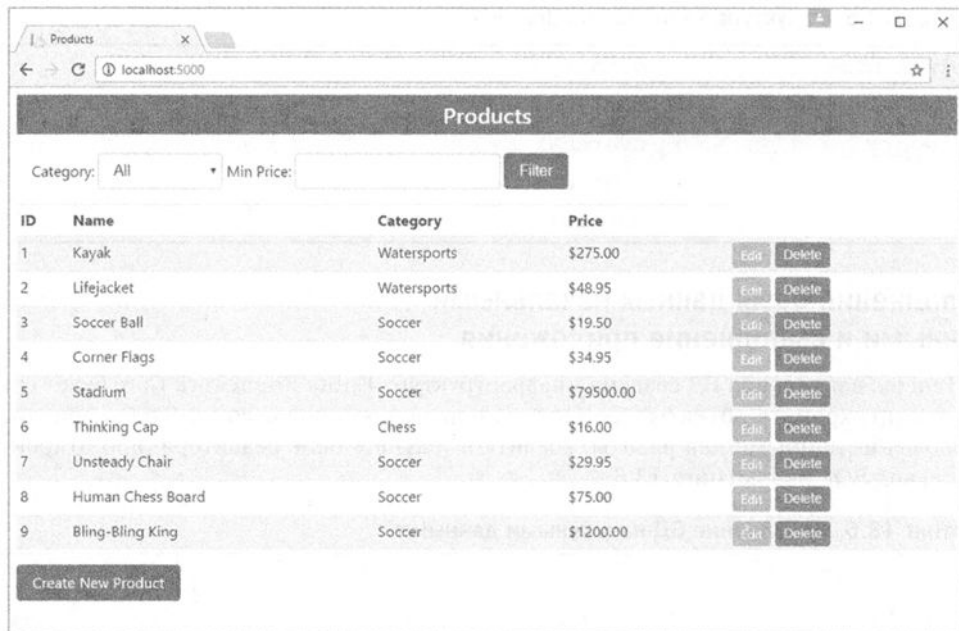 Products
localhost:5000
Products
Category: All Min Price: Filter
ID Name Category Price
1 Kayak Watersports $275.00 Edit Delete
2 Lifejacket Watersports $48.95 Edit Delete
3 Soccer Ball Soccer $19.50 Edit Delete
4 Corner Flags Soccer $34.95 Edit Delete
5 Stadium Soccer $79500.00 Edit Delete
6 Thinking Cap Chess $16.00 Edit Delete
7 Unsteady Chair Soccer $29.95 Edit Delete
8 Human Chess Board Soccer $75.00 Edit Delete
9 Bling-Bling King Soccer $1200.00 Edit Delete
Create New Product